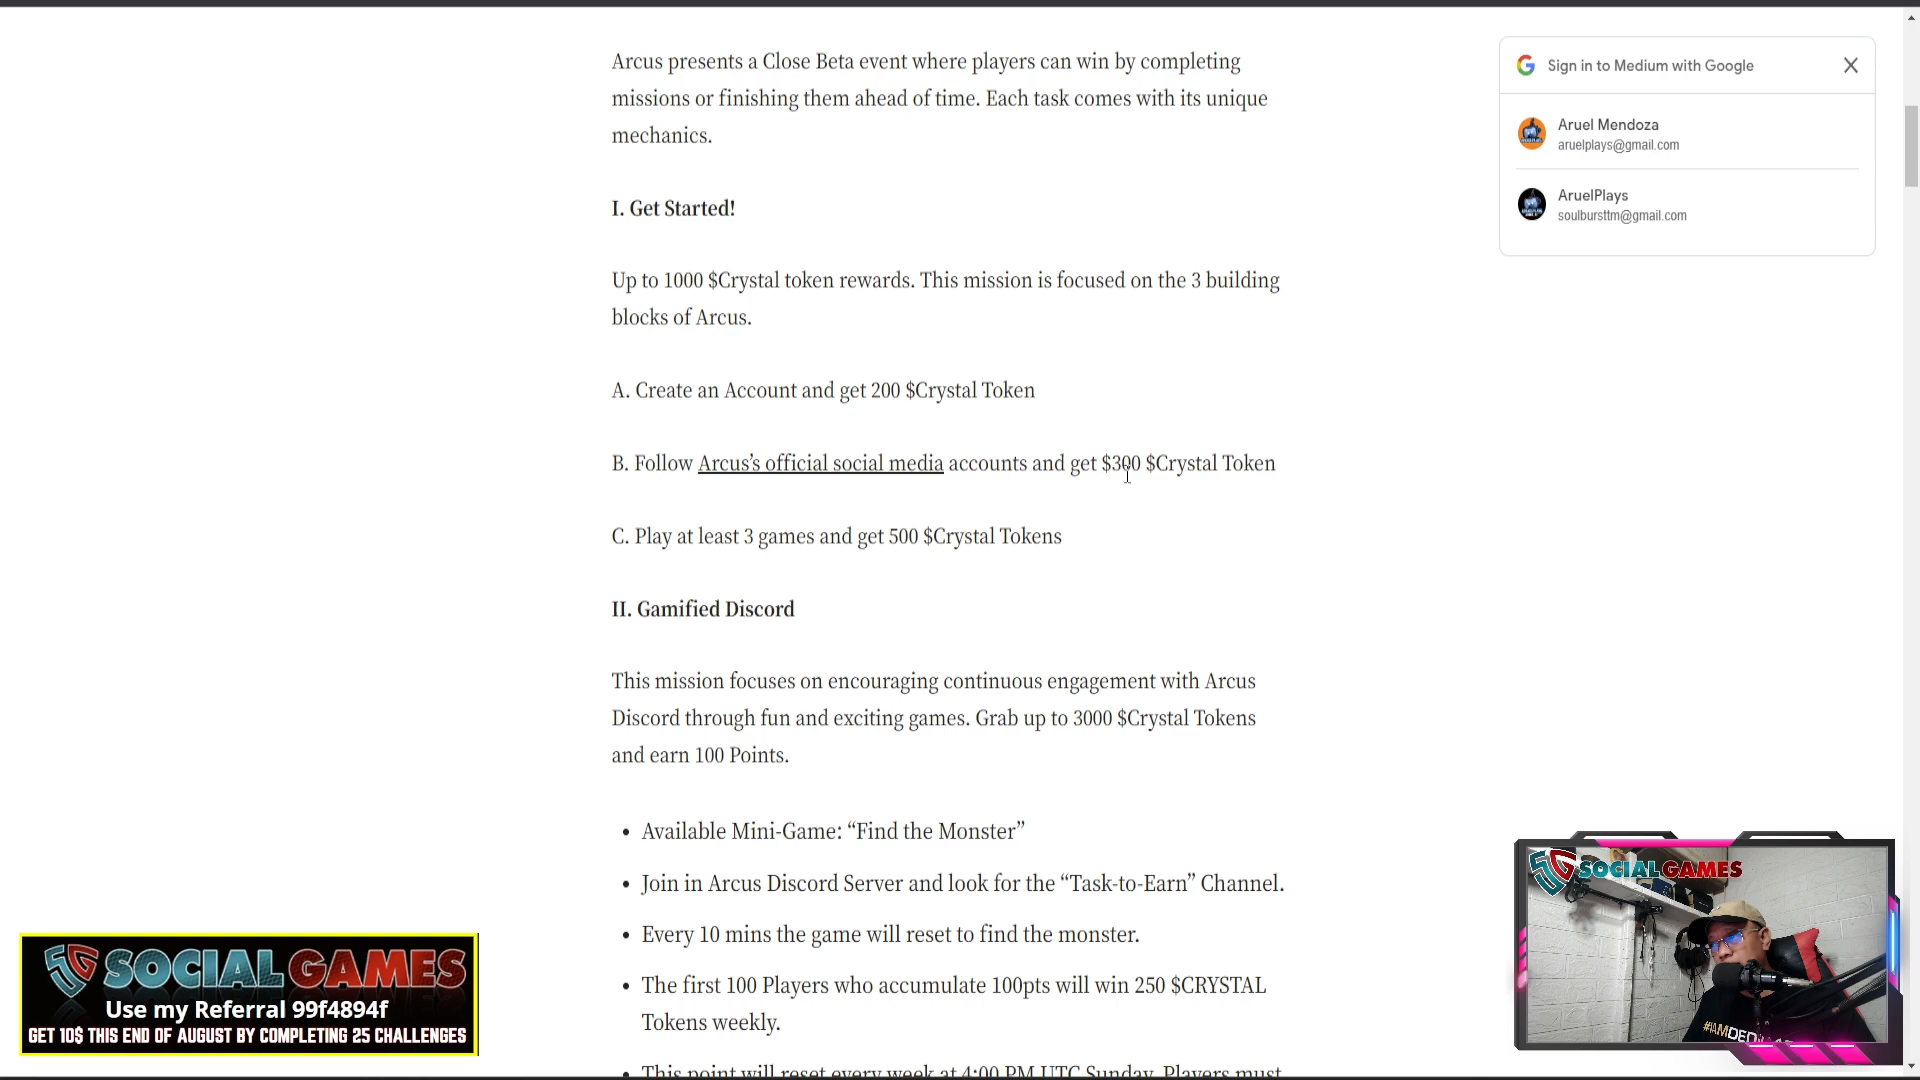 Arcus presents a Close Beta event where players can win by completing
missions or finishing them ahead of time. Each task comes with its unique
mechanics.
I. Get Started!
Up to 1000 $Crystal token rewards. This mission is focused on the 3 building
blocks of Arcus.
A. Create an Account and get 200 $Crystal Token
B. Follow Arcus’s official social media accounts and get $300 $Crystal Token
C. Play at least 3 games and get 500 $Crystal Tokens
II. Gamified Discord
This mission focuses on encouraging continuous engagement with Arcus
Discord through fun and exciting games. Grab up to 3000 $Crystal Tokens
and earn 100 Points.
• Available Mini-Game: “Find the Monster”
• Join in Arcus Discord Server and look for the “Task-to-Earn” Channel.
• Every 10 mins the game will reset to find the monster.
• The first 100 Players who accumulate 100pts will win 250 $CRYSTAL
Tokens weekly.
• This point will reset every week at 4:00 PM UTC Sunday. Players must
Sign in to Medium with Google
Aruel Mendoza
aruelplays@gmail.com
AruelPlays
soulbursttm@gmail.com
SOCIAL GAMES
Use my Referral 99f4894f
GET 10$ THIS END OF AUGUST BY COMPLETING 25 CHALLENGES
SOCIALGAMES